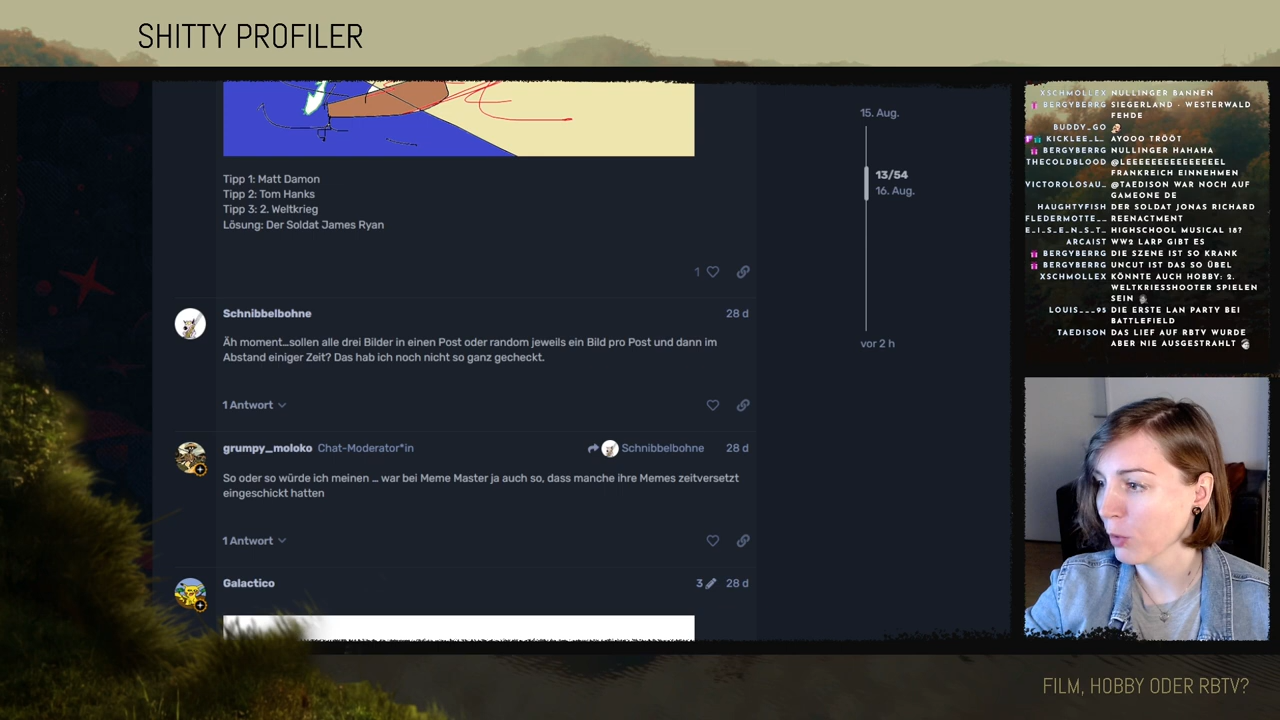 SHITTY PROFILER
Tipp 1: Matt Damon
Tipp 2: Tom Hanks
Tipp 3: 2. Weltkrieg
Lösung: Der Soldat James Ryan
1
Schnibbelbohne
28 d
Äh moment...sollen alle drei Bilder in einen Post oder random jeweils ein Bild pro Post und dann im
Abstand einiger Zeit? Das hab ich noch nicht so ganz gecheckt.
1 Antwort
grumpy_moloko Chat-Moderator*in
Schnibbelbohne
28 d
So oder so würde ich meinen ... war bei Meme Master ja auch so, dass manche ihre Memes zeitversetzt
eingeschickt hatten
1 Antwort
Galactico
3
28 d
15. Aug.
13/54
16. Aug.
vor 2 h
XSCHMOLLEX NULLINGER BANNEN
BERGYBERRG SIEGERLAND - WESTERWALD
FEHDE
BUDDY_GO
KICKLEE_L_ AYOOO TRÖÖT
BERGYBERRG NULLINGER HAHAHA
THECOLDBLOOD @LEEEEEEEEEEEEEEL
FRANKREICH EINNEHMEN
VICTOROLOSAU_ @TAEDISON WAR NOCH AUF
GAMEONE DE
HAUGHTYFISH DER SOLDAT JONAS RICHARD
FLEDERMOTTE__ REENACTMENT
E_I_S_E_N_S_T_ HIGHSCHOOL MUSICAL 18?
ARCAIST WW2 LARP GIBT ES
BERGYBERRG DIE SZENE IST SO KRANK
BERGYBERRG UNCUT IST DAS SO ÜBEL
XSCHMOLLEX KÖNNTE AUCH HOBBY: 2.
WELTKRIESSHOOTER SPIELEN
SEIN
LOUIS___95 DIE ERSTE LAN PARTY BEI
BATTLEFIELD
TAEDISON DAS LIEF AUF RBTV WURDE
ABER NIE AUSGESTRAHLT
FILM, HOBBY ODER RBTV?